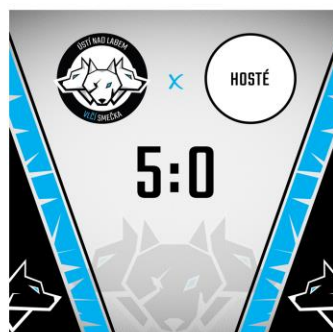 ÚSTÍ NAD LABEM
VLČÍ SMEČKA
x
HOSTÉ
5:0